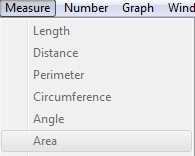 Measure Number Graph Wind
Length
Distance
Perimeter
Circumference
Angle
Area